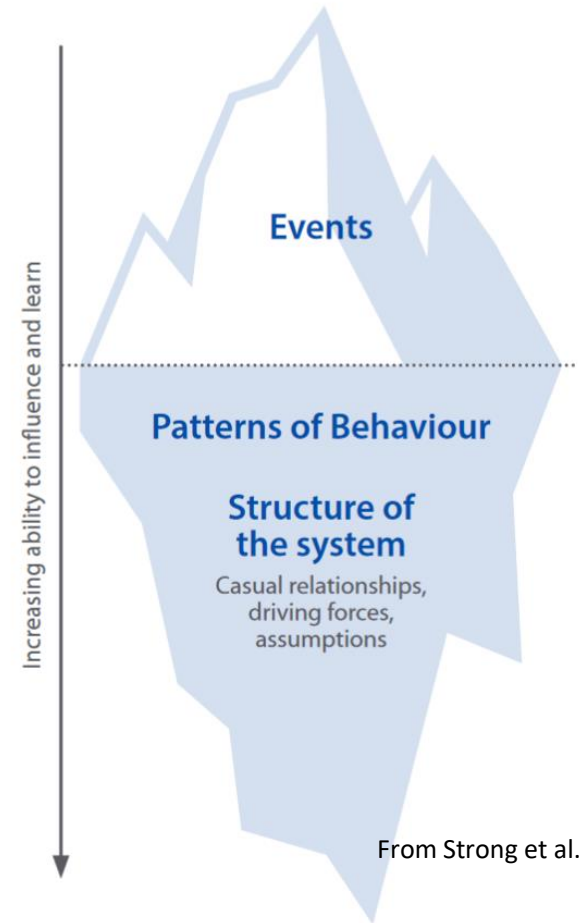 Events
Increasing ability to influence and learn
Patterns of Behaviour
Structure of
the system
Casual relationships,
driving forces,
assumptions
From Strong et al.